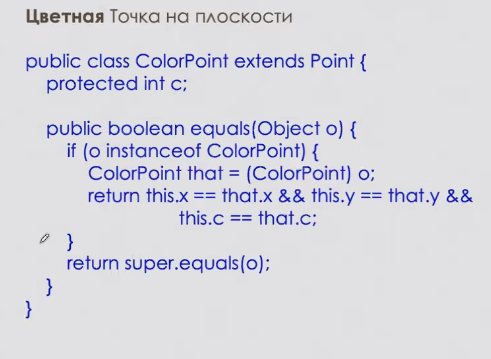 Цветная Точка на плоскости
public class ColorPoint extends Point {
protected int c;
public boolean equals(Object o) {
if (o instanceof ColorPoint) {
ColorPoint that = (ColorPoint) o;
return this.x == that.x && this.y == that.y &&
this.c == that.c;
}
return super.equals(o);
}
}